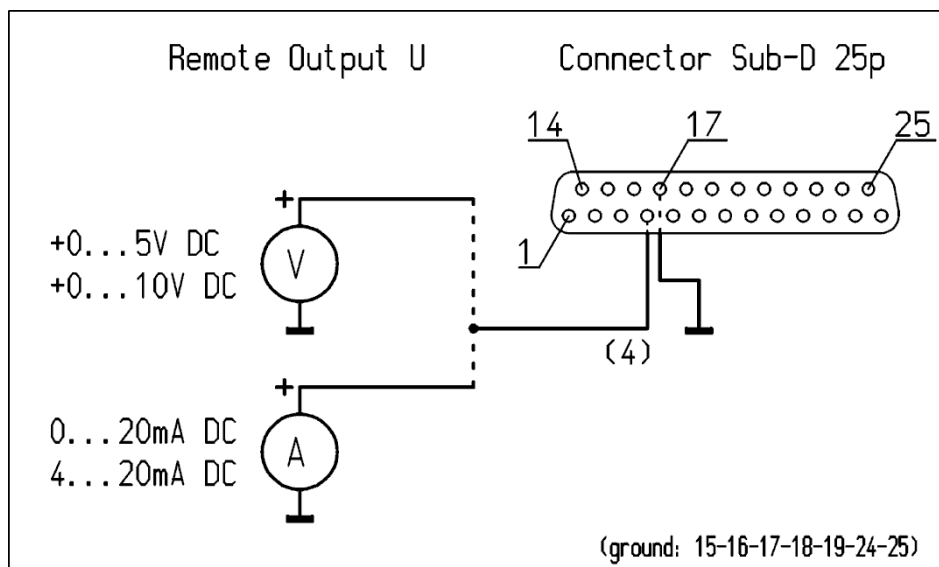 Remote Output U
Connector Sub-D 25p
14
17
25
1
+
V
+0...5V DC
+0...10V DC
(4)
+
A
0...20mA DC
4...20mA DC
(ground: 15-16-17-18-19-24-25)